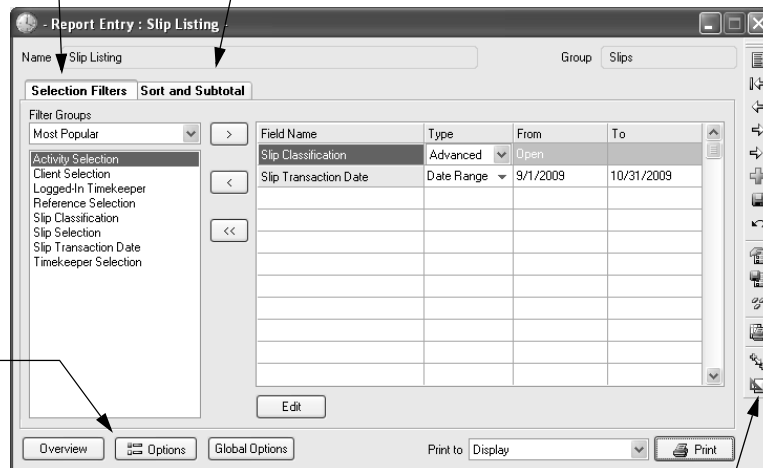 - Report Entry : Slip Listing -
Name Slip Listing Group Slips
Selection Filters Sort and Subtotal
Filter Groups
Most Popular
>
Field Name Type From To
Activity Selection
Client Selection
Logged-In Timekeeper
Reference Selection
Slip Classification
Slip Selection
Slip Transaction Date
Timekeeper Selection
<
<<
Slip Classification Advanced Open
Slip Transaction Date Date Range 9/1/2009 10/31/2009
Edit
Overview Options Global Options Print to Display Print